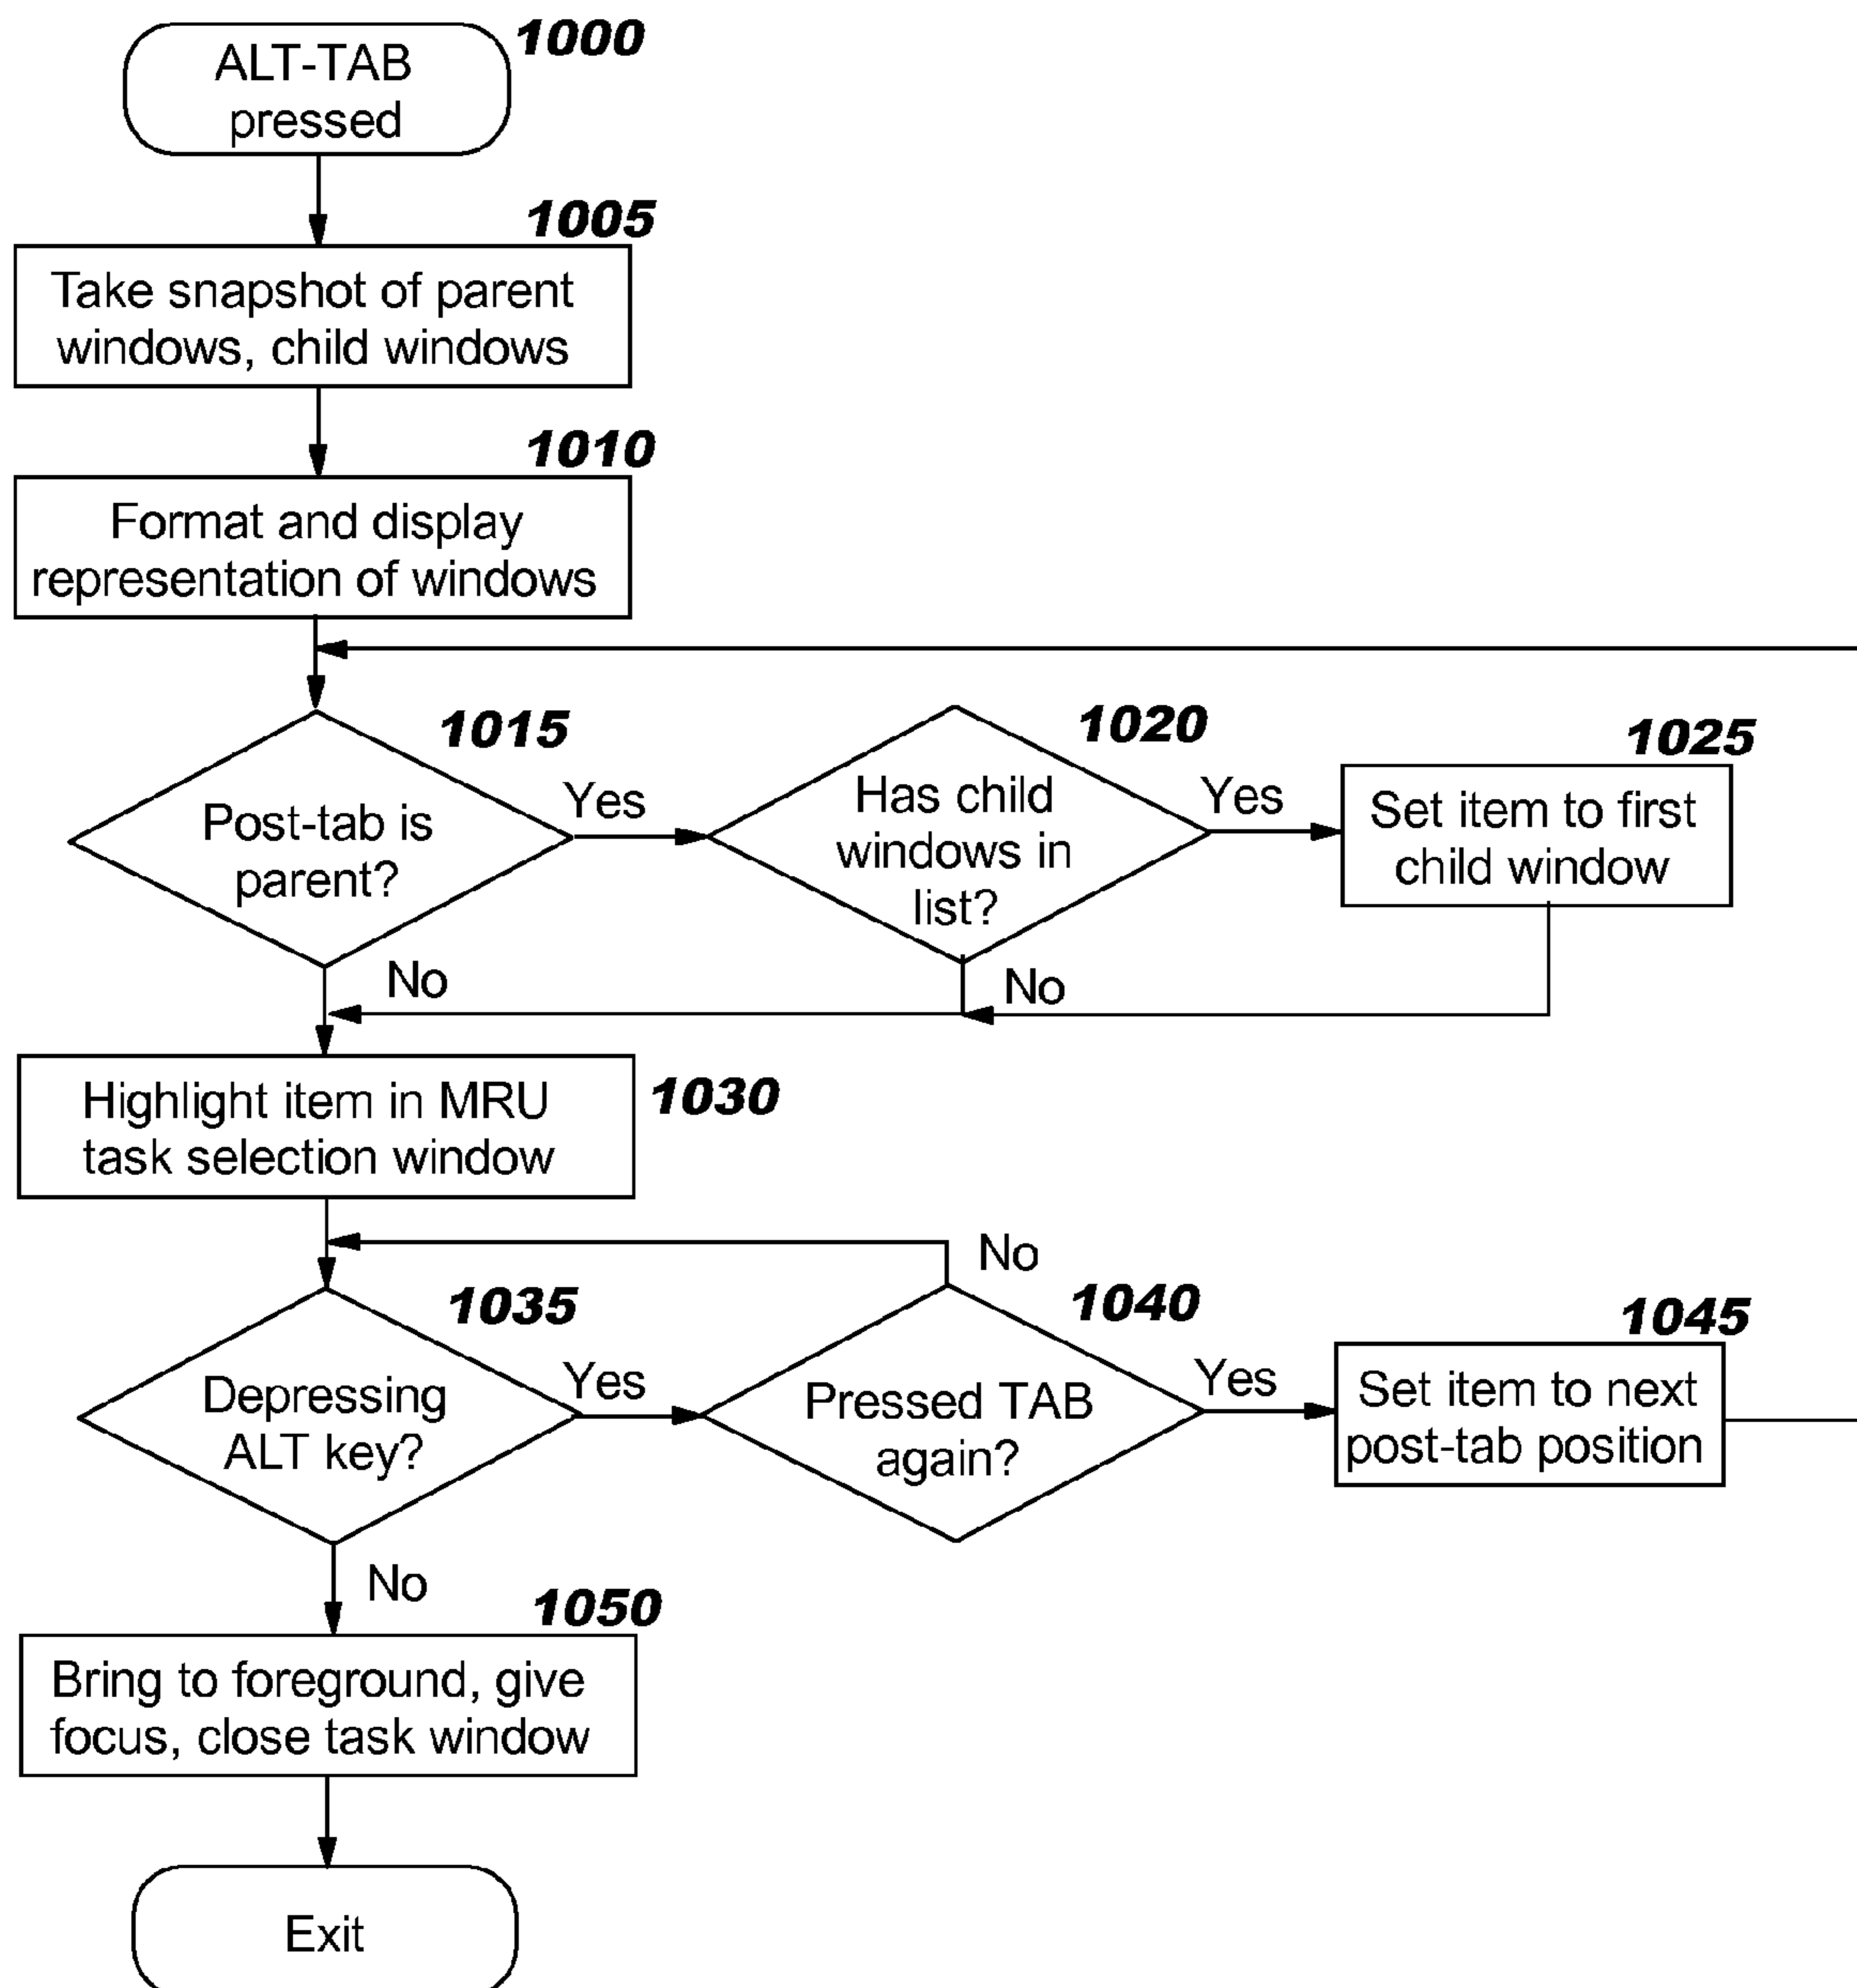 1000
ALT-TAB
pressed
1005
Take snapshot of parent
windows, child windows
1010
Format and display
representation of windows
1015
Post-tab is
parent?
Yes
No
1020
Has child
windows in
list?
Yes
No
1025
Set item to first
child window
1030
Highlight item in MRU
task selection window
1035
Depressing
ALT key?
Yes
No
1040
Pressed TAB
again?
No
Yes
1045
Set item to next
post-tab position
1050
Bring to foreground, give
focus, close task window
Exit